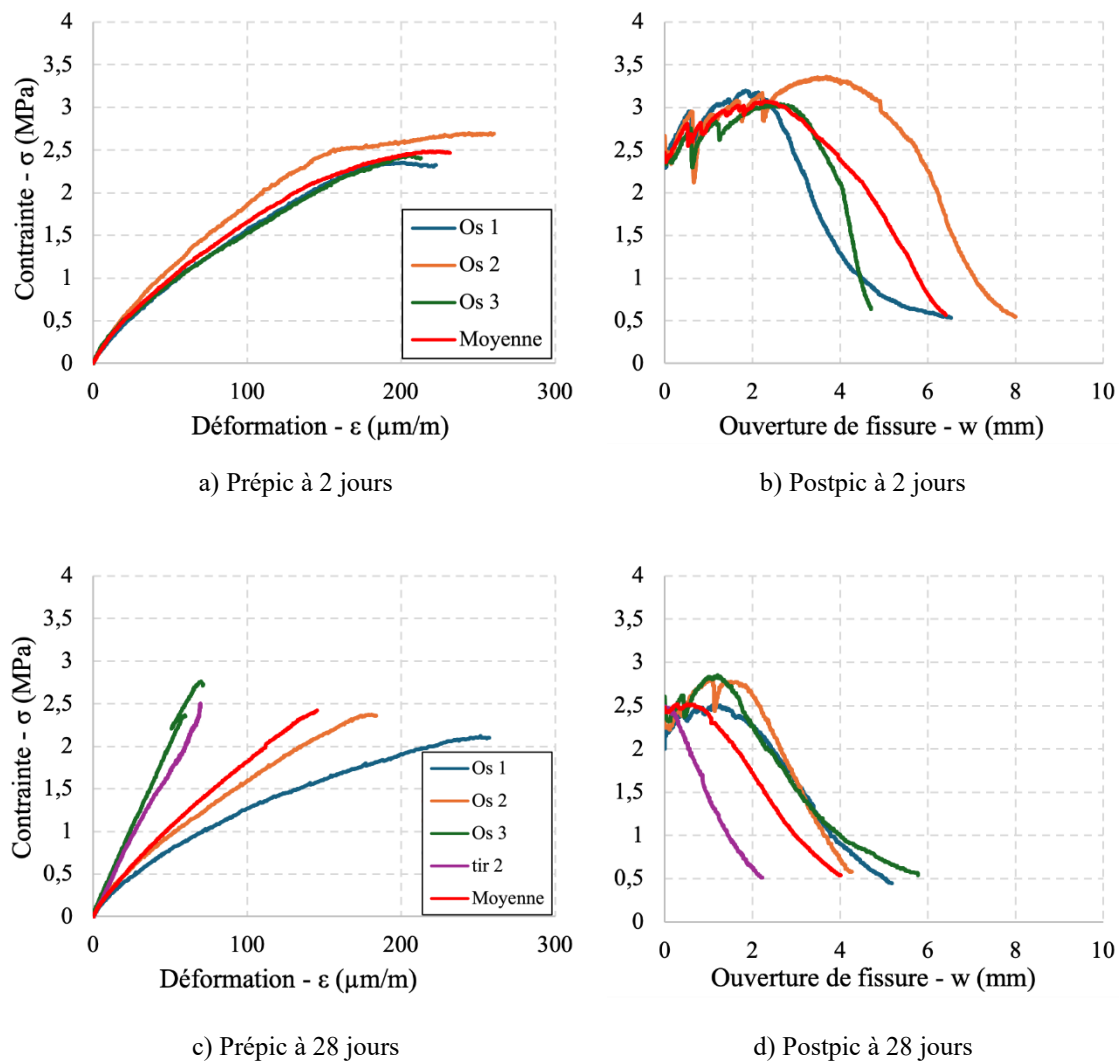 4
3,5
3
2,5
2
1,5
1
0,5
0
Contrainte - σ (MPa)
0 100 200 300
Déformation - ε (µm/m)
Os 1
Os 2
Os 3
Moyenne
a) Prépic à 2 jours
4
3,5
3
2,5
2
1,5
1
0,5
0
0 2 4 6 8 10
Ouverture de fissure - w (mm)
b) Postpic à 2 jours
4
3,5
3
2,5
2
1,5
1
0,5
0
Contrainte - σ (MPa)
0 100 200 300
Déformation - ε (µm/m)
Os 1
Os 2
Os 3
tir 2
Moyenne
c) Prépic à 28 jours
4
3,5
3
2,5
2
1,5
1
0,5
0
0 2 4 6 8 10
Ouverture de fissure - w (mm)
d) Postpic à 28 jours